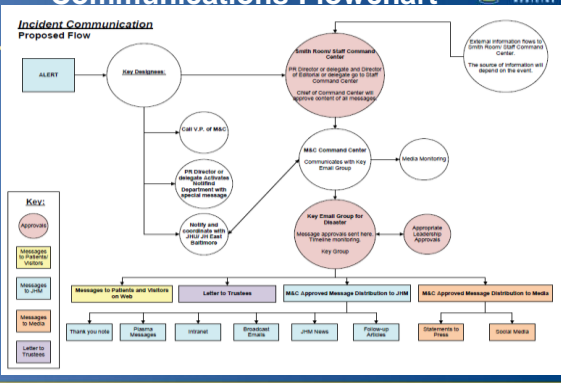 Communications Flowchart
MEDICINE
Incident Communication
Proposed Flow
ALERT
Key Designees:
Smith Room/ Staff Command
Center
PR Director or delegate and Director
of Editorial or delegate go to Staff
Command Center.
Chief of Command Center will
approve content of all messages.
External information flows to
Smith Room/ Staff Command
Center.
The source of information will
depend on the event.
Call V.P. of M&C
PR Director or
delegate Activates
Notifind
Department with
special message
Notify and
coordinate with
JHU/ JH East
Baltimore
M&C Command Center
Communicates with Key
Email Group
Media Monitoring
Key Email Group for
Disaster
Message approvals sent here.
Timeline monitoring.
Key Group
Appropriate
Leadership
Approvals
Key:
Approvals
Messages
to Patients/
Visitors
Messages
to JHM
Messages
to Media
Letter to
Trustees
Messages to Patients and Visitors
on Web
Letter to Trustees
M&C Approved Message Distribution to JHM
M&C Approved Message Distribution to Media
Thank you note
Plasma
Messages
Intranet
Broadcast
Emails
JHM News
Follow-up
Articles
Statements to
Press
Social Media